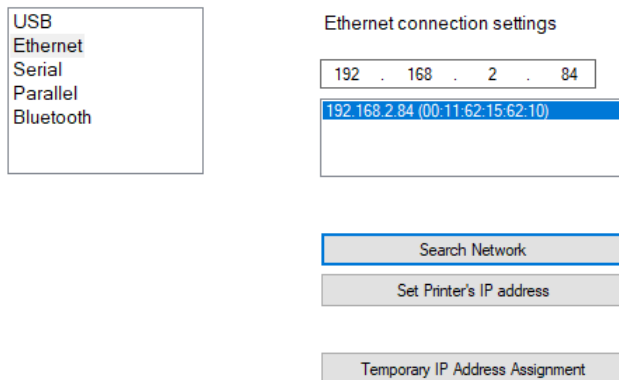 USB
Ethernet
Serial
Parallel
Bluetooth
Ethernet connection settings
192 . 168 . 2 . 84
192.168.2.84 (00:11:62:15:62:10)
Search Network
Set Printer's IP address
Temporary IP Address Assignment